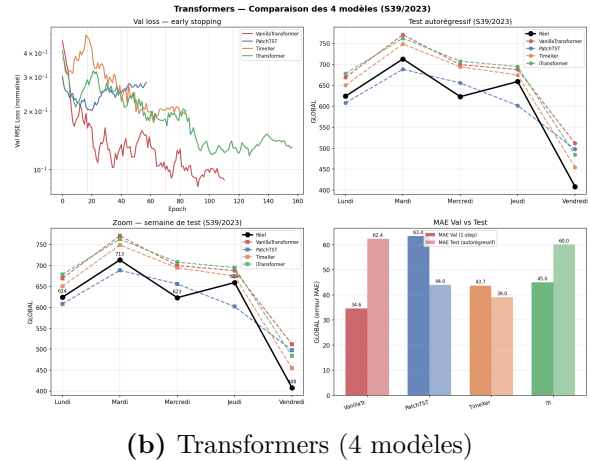 Transformers — Comparaison des 4 modèles (S39/2023)
Val loss — early stopping
Val MSE Loss (normalisé)
4 × 10⁻¹
3 × 10⁻¹
2 × 10⁻¹
10⁻¹
VanillaTransformer
PatchTST
TimeXer
iTransformer
0 20 40 60 80 100 120 140 160
Epoch
Test autorégressif (S39/2023)
GLOBAL
750
700
650
600
550
500
450
400
Réel
VanillaTransformer
PatchTST
TimeXer
iTransformer
Lundi Mardi Mercredi Jeudi Vendredi
Zoom — semaine de test (S39/2023)
GLOBAL
750
700
650
600
550
500
450
400
Réel
VanillaTransformer
PatchTST
TimeXer
iTransformer
624
713
623
Lundi Mardi Mercredi Jeudi Vendredi
MAE Val vs Test
GLOBAL (erreur MAE)
60
50
40
30
20
10
0
MAE Val (1-step)
MAE Test (autorégressif)
34.6 62.4 63.4 44.0 43.7 39.0 45.0 60.0
VanillaTr. PatchTST TimeXer iTr.
(b) Transformers (4 modèles)